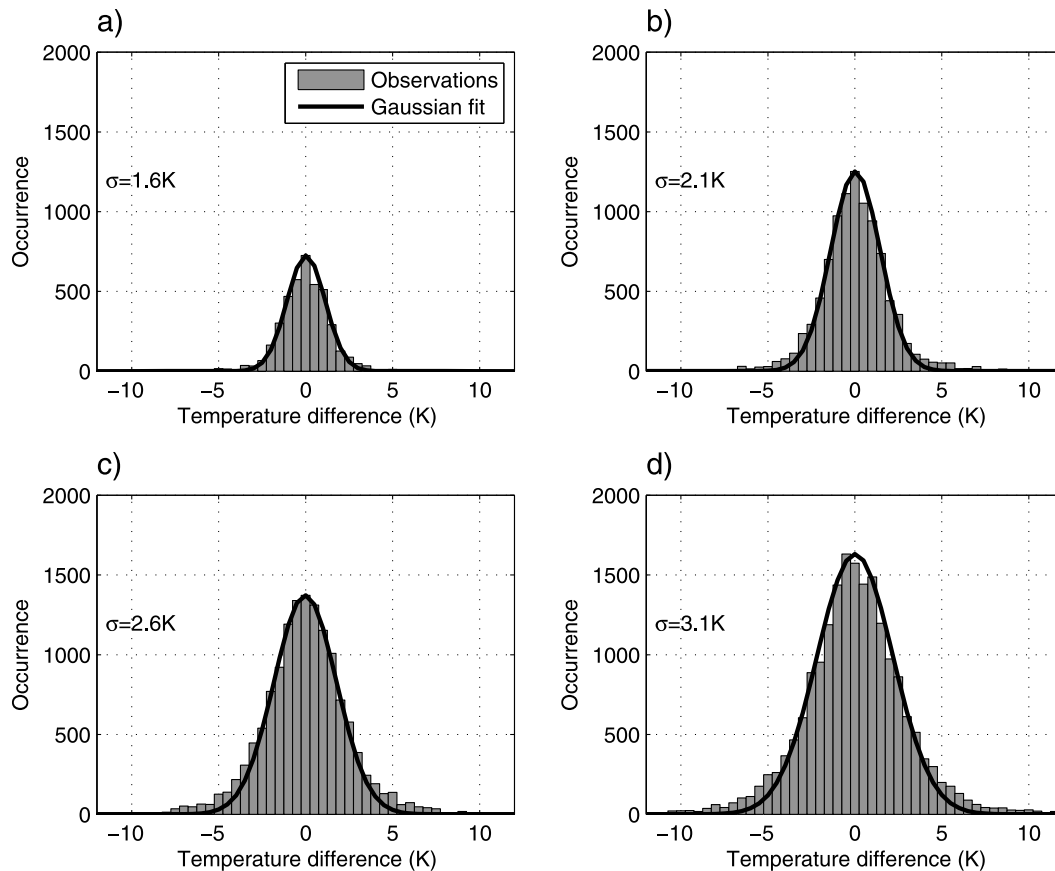 a)
2000
1500
1000
500
0
Occurrence
σ=1.6K
Observations
Gaussian fit
−10 −5 0 5 10
Temperature difference (K)
b)
2000
1500
1000
500
0
Occurrence
σ=2.1K
−10 −5 0 5 10
Temperature difference (K)
c)
2000
1500
1000
500
0
Occurrence
σ=2.6K
−10 −5 0 5 10
Temperature difference (K)
d)
2000
1500
1000
500
0
Occurrence
σ=3.1K
−10 −5 0 5 10
Temperature difference (K)